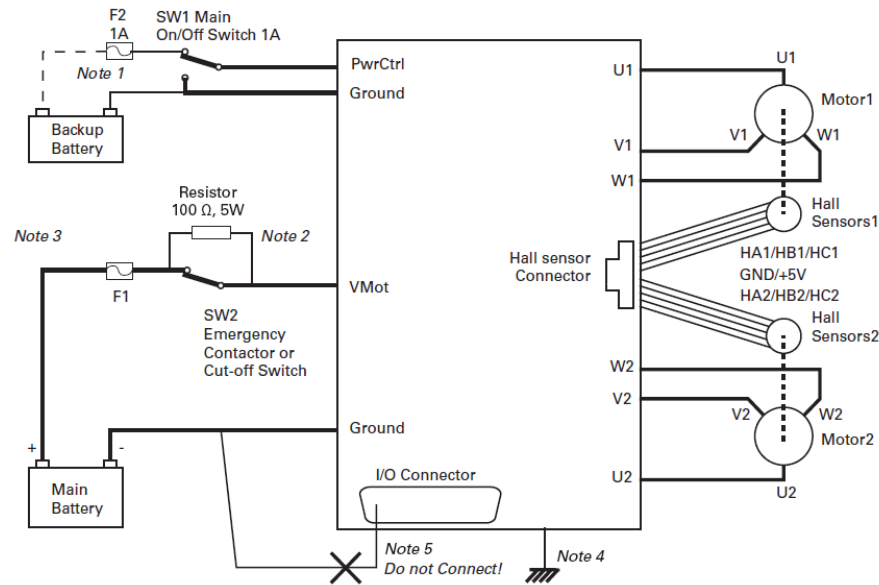 F2
1A
SW1 Main
On/Off Switch 1A
Note 1
Backup
Battery
PwrCtrl
Ground
Resistor
100 Ω, 5W
Note 2
Note 3
F1
VMot
SW2
Emergency
Contactor or
Cut-off Switch
Ground
+
-
Main
Battery
I/O Connector
Note 5
Do not Connect!
Note 4
Hall sensor
Connector
U1
V1
W1
U1
Motor1
V1
W1
Hall
Sensors1
HA1/HB1/HC1
GND/+5V
HA2/HB2/HC2
Hall
Sensors2
W2
V2
U2
V2
W2
Motor2
U2